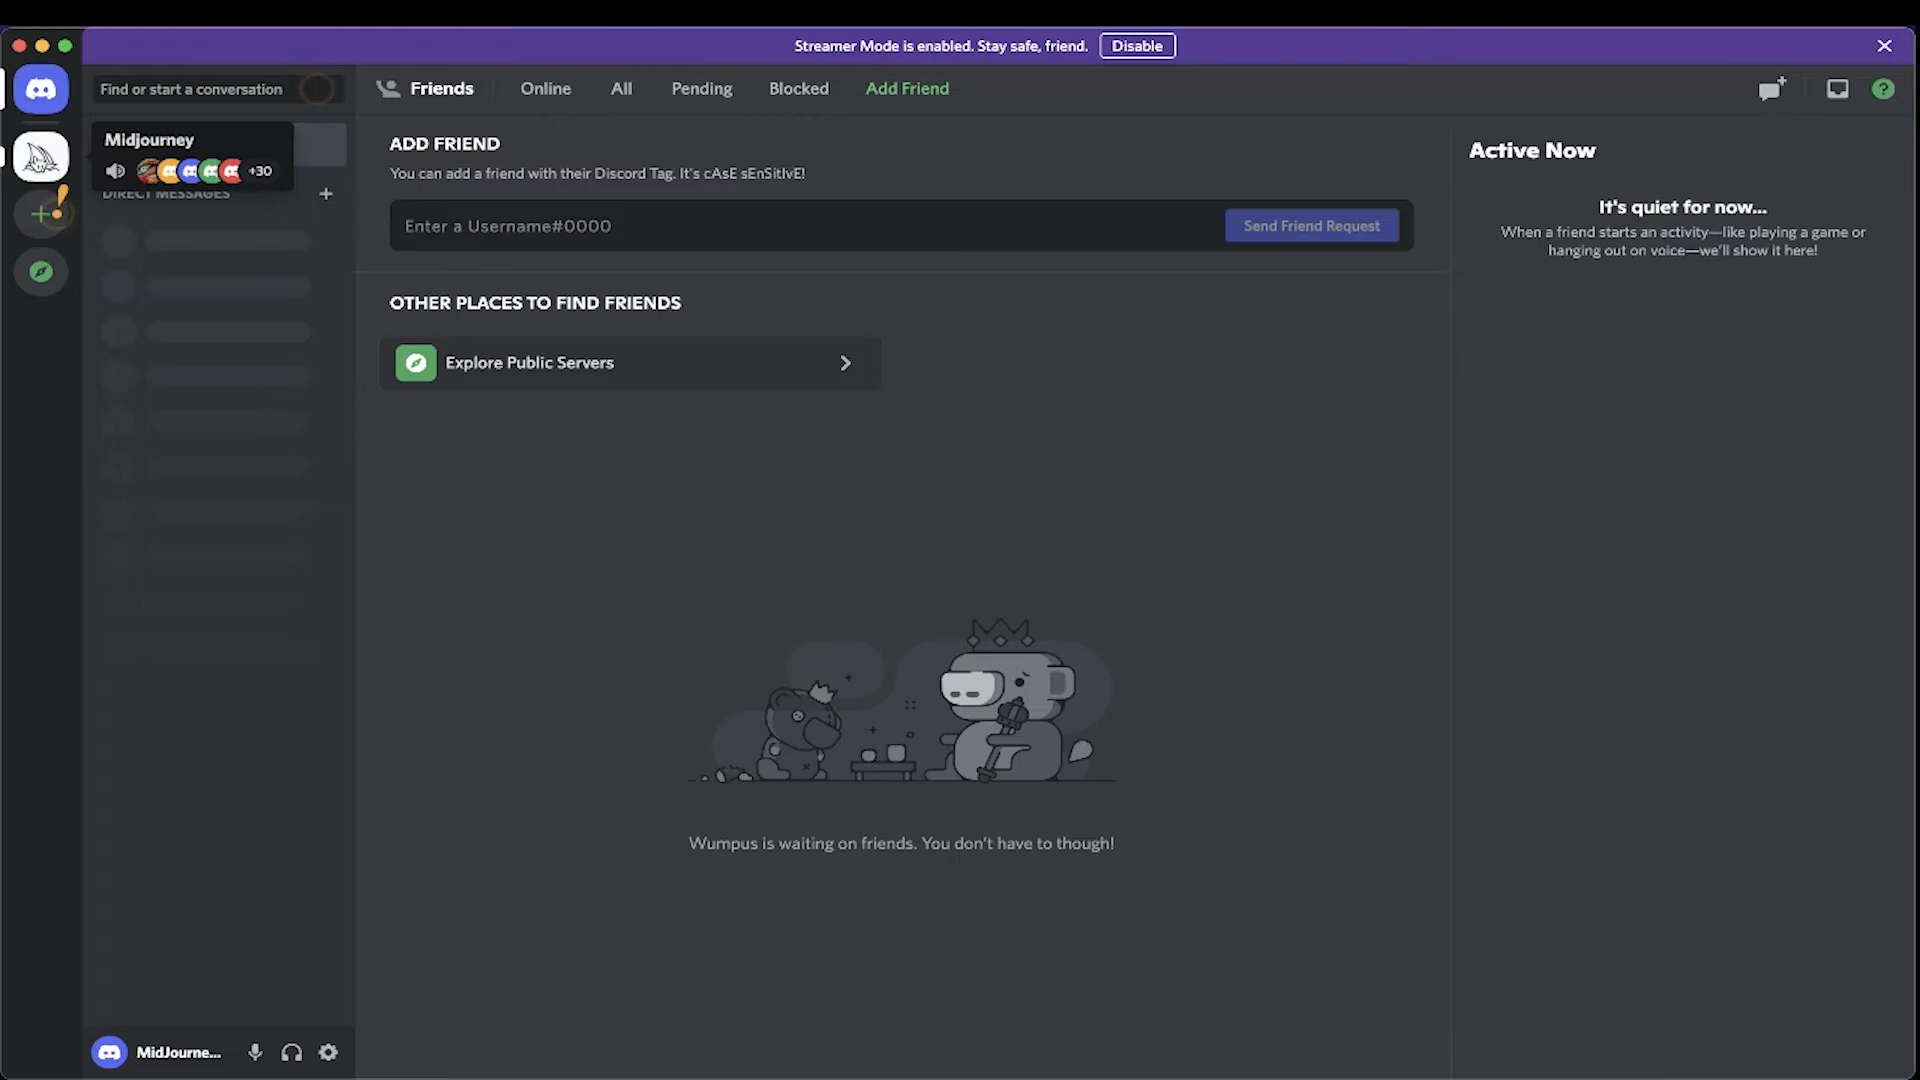 Streamer Mode is enabled. Stay safe, friend.
Disable
Find or start a conversation
Friends
Online
All
Pending
Blocked
Add Friend
Midjourney
+30
DIRECT MESSAGES
ADD FRIEND
You can add a friend with their Discord Tag. It's cAsE sEnSitIvE!
Enter a Username#0000
Send Friend Request
OTHER PLACES TO FIND FRIENDS
Explore Public Servers
Wumpus is waiting on friends. You don't have to though!
Active Now
It's quiet for now...
When a friend starts an activity—like playing a game or
hanging out on voice—we'll show it here!
MidJourne...